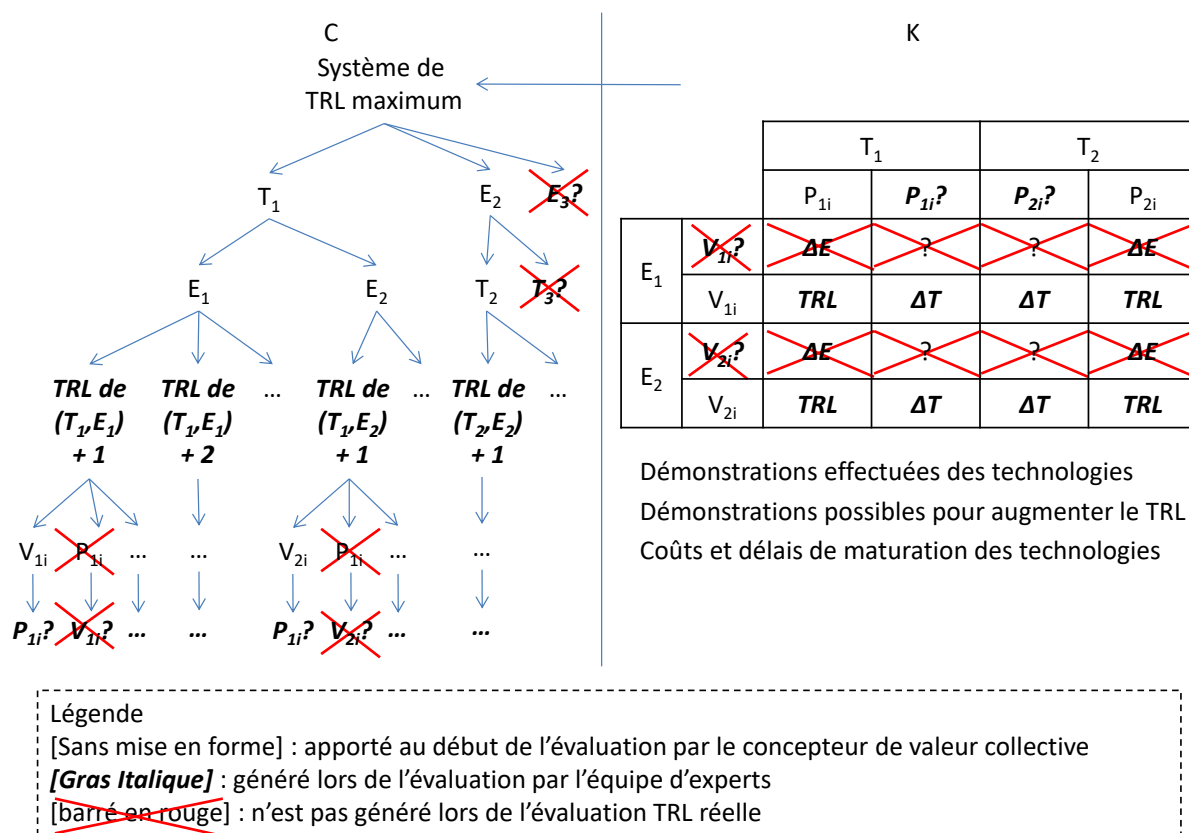 C
K
Système de
TRL maximum
T1 E2 E3?
E1 E2 T2 T3?
TRL de TRL de ... TRL de ... TRL de ...
(T1,E1) (T1,E1) (T1,E2) (T2,E2)
+ 1 + 2 + 1 + 1
V1i P1i ... ... V2i P1i ... ...
P1i? V1i? ... ... P1i? V2i? ... ...
T1 T2
P1i P1i? P2i? P2i
E1
V1i? ΔE ? ? ΔE
V1i TRL ΔT ΔT TRL
E2
V2i? ΔE ? ? ΔE
V2i TRL ΔT ΔT TRL
Démonstrations effectuées des technologies
Démonstrations possibles pour augmenter le TRL
Coûts et délais de maturation des technologies
Légende
[Sans mise en forme] : apporté au début de l’évaluation par le concepteur de valeur collective
[Gras Italique] : généré lors de l’évaluation par l’équipe d’experts
[barré en rouge] : n’est pas généré lors de l’évaluation TRL réelle